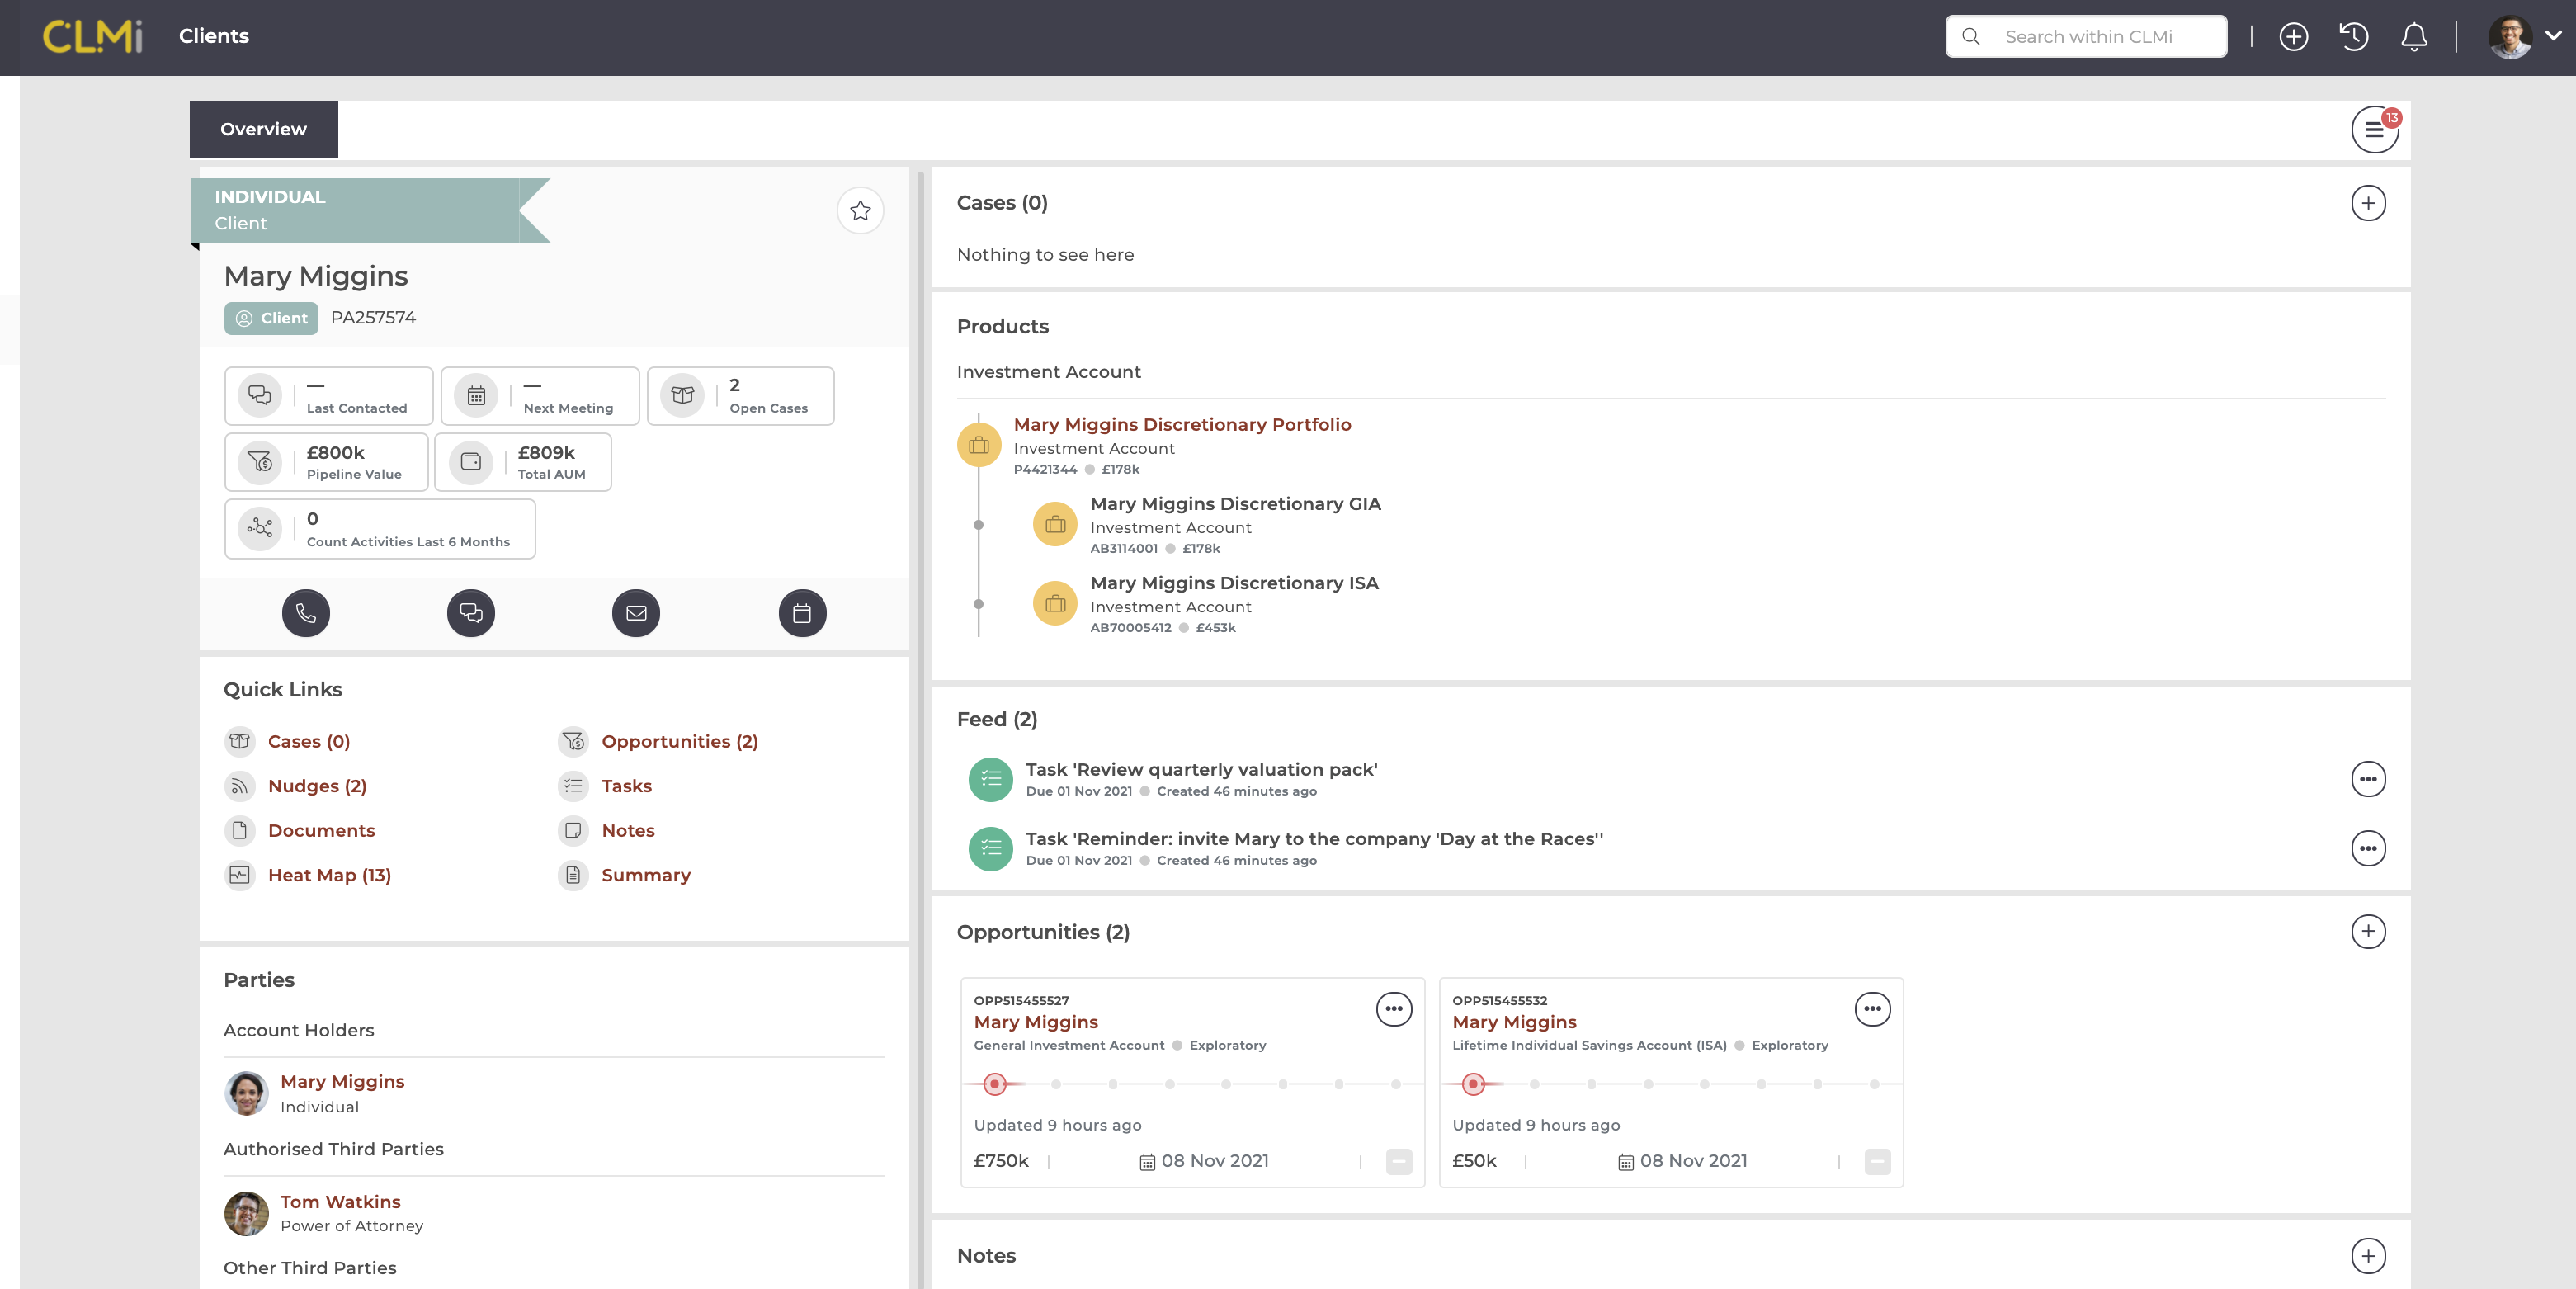 CLMi
Clients
Search within CLMi
Overview
13
INDIVIDUAL
Client
Mary Miggins
Client PA257574
—
Last Contacted
—
Next Meeting
2
Open Cases
£800k
Pipeline Value
£809k
Total AUM
0
Count Activities Last 6 Months
Quick Links
Cases (0)
Opportunities (2)
Nudges (2)
Tasks
Documents
Notes
Heat Map (13)
Summary
Parties
Account Holders
Mary Miggins
Individual
Authorised Third Parties
Tom Watkins
Power of Attorney
Other Third Parties
Cases (0)
Nothing to see here
Products
Investment Account
Mary Miggins Discretionary Portfolio
Investment Account
P4421344 £178k
Mary Miggins Discretionary GIA
Investment Account
AB3114001 £178k
Mary Miggins Discretionary ISA
Investment Account
AB70005412 £453k
Feed (2)
Task 'Review quarterly valuation pack'
Due 01 Nov 2021 Created 46 minutes ago
Task 'Reminder: invite Mary to the company 'Day at the Races''
Due 01 Nov 2021 Created 46 minutes ago
Opportunities (2)
OPP515455527
Mary Miggins
General Investment Account Exploratory
Updated 9 hours ago
£750k 08 Nov 2021
OPP515455532
Mary Miggins
Lifetime Individual Savings Account (ISA) Exploratory
Updated 9 hours ago
£50k 08 Nov 2021
Notes